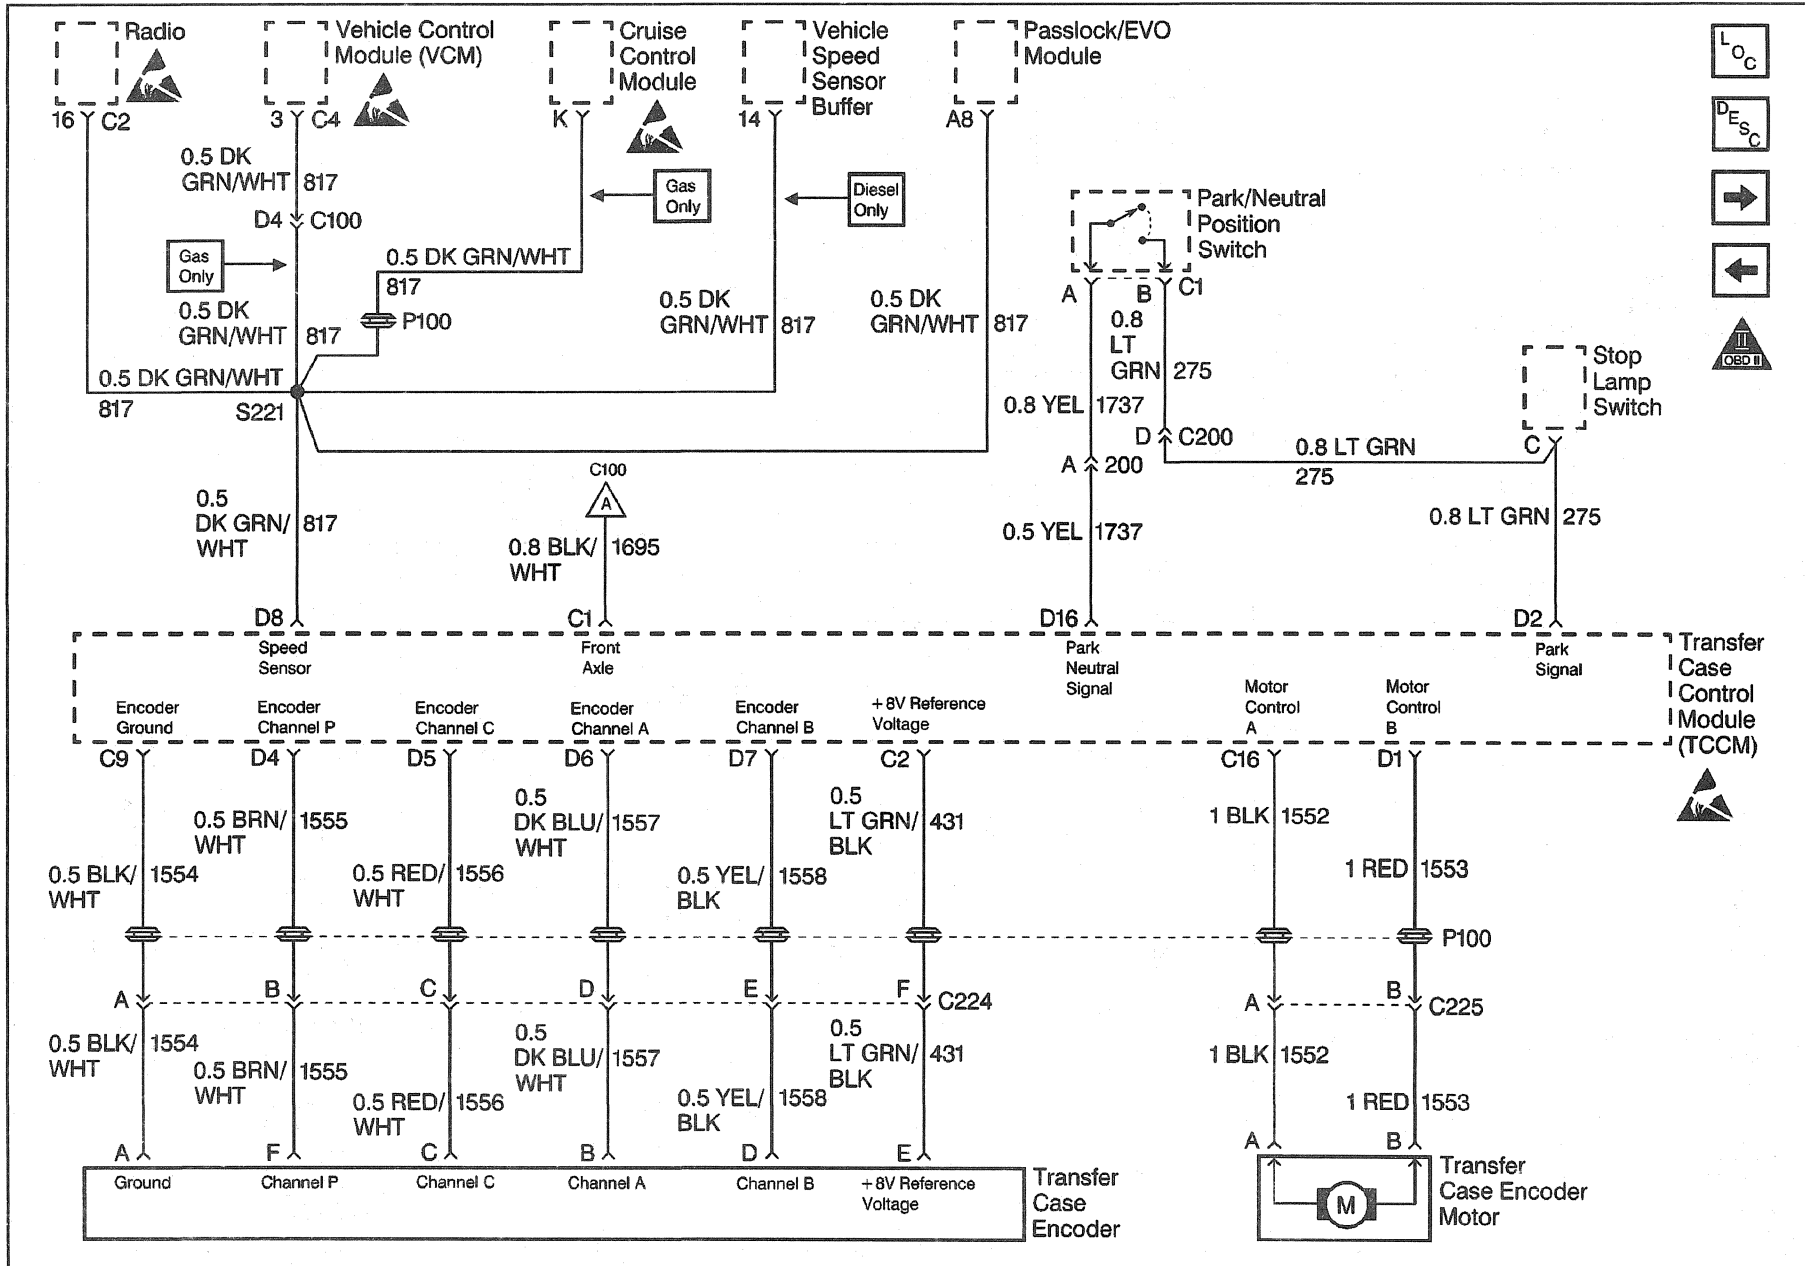 Radio
Vehicle Control
Module (VCM)
Cruise
Control
Module
Vehicle
Speed
Sensor
Buffer
Passlock/EVO
Module
L
O
C
16
C2
3
C4
K
14
A8
D
E
S
C
0.5 DK
GRN/WHT
817
D4
C100
Gas
Only
Diesel
Only
Gas
Only
0.5 DK GRN/WHT
817
P100
Park/Neutral
Position
Switch
A
B
C1
0.5 DK
GRN/WHT
817
0.5 DK
GRN/WHT
817
0.5 DK
GRN/WHT
817
0.8
LT
GRN
275
II
OBD II
Stop
Lamp
Switch
0.5 DK GRN/WHT
817
S221
0.8 YEL
1737
D
C200
A
200
0.8 LT GRN
275
C
C100
A
0.5
DK GRN/
WHT
817
0.8 BLK/
WHT
1695
0.5 YEL
1737
0.8 LT GRN
275
D8
C1
D16
D2
Speed
Sensor
Front
Axle
Park
Neutral
Signal
Park
Signal
Transfer
Case
Control
Module
(TCCM)
Encoder
Ground
Encoder
Channel P
Encoder
Channel C
Encoder
Channel A
Encoder
Channel B
+8V Reference
Voltage
Motor
Control
A
Motor
Control
B
C9
D4
D5
D6
D7
C2
C16
D1
0.5 BLK/
WHT
1554
0.5 BRN/
WHT
1555
0.5 RED/
WHT
1556
0.5
DK BLU/
WHT
1557
0.5 YEL/
BLK
1558
0.5
LT GRN/
BLK
431
1 BLK
1552
1 RED
1553
P100
A
B
C
D
E
F
C224
A
B
C225
0.5 BLK/
WHT
1554
0.5 BRN/
WHT
1555
0.5 RED/
WHT
1556
0.5
DK BLU/
WHT
1557
0.5 YEL/
BLK
1558
0.5
LT GRN/
BLK
431
1 BLK
1552
1 RED
1553
A
F
C
B
D
E
A
B
Ground
Channel P
Channel C
Channel A
Channel B
+8V Reference
Voltage
Transfer
Case
Encoder
M
Transfer
Case Encoder
Motor